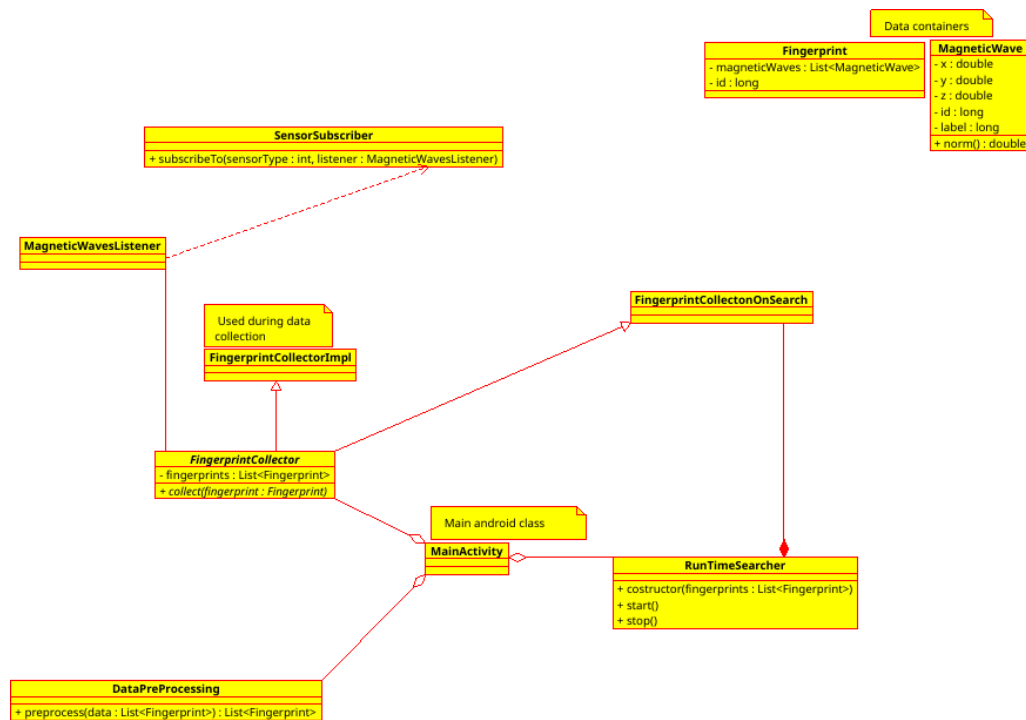 Data containers
Fingerprint
- magneticWaves : List<MagneticWave>
- id : long
MagneticWave
- x : double
- y : double
- z : double
- id : long
- label : long
+ norm() : double
SensorSubscriber
+ subscribeTo(sensorType : int, listener : MagneticWavesListener)
MagneticWavesListener
FingerprintCollectonOnSearch
Used during data
collection
FingerprintCollectorImpl
FingerprintCollector
- fingerprints : List<Fingerprint>
+ collect(fingerprint : Fingerprint)
Main android class
MainActivity
RunTimeSearcher
+ costructor(fingerprints : List<Fingerprint>)
+ start()
+ stop()
DataPreProcessing
+ preprocess(data : List<Fingerprint>) : List<Fingerprint>